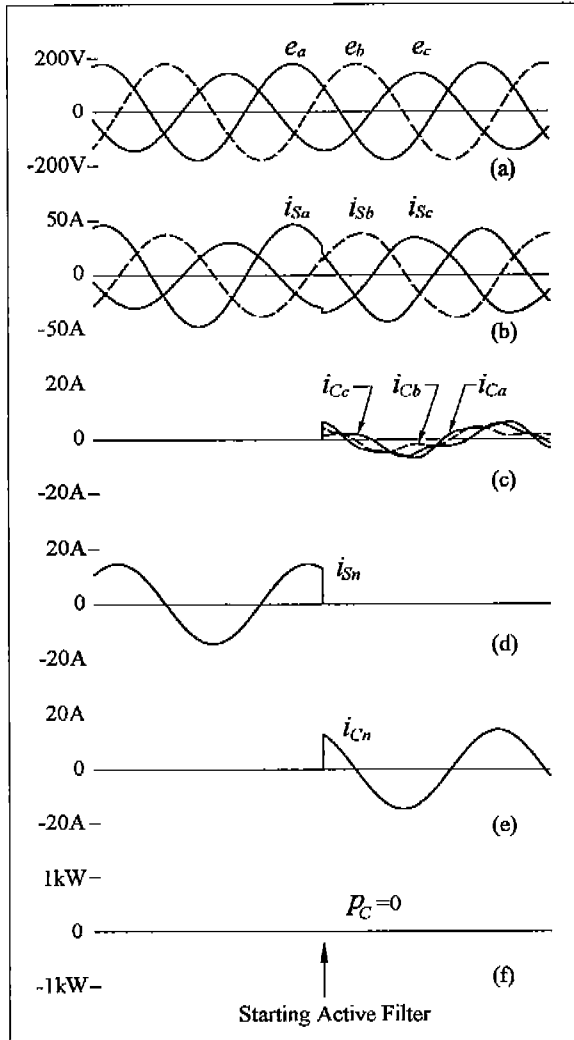 200V
e_a e_b e_c
0
-200V
(a)
50A
i_Sa i_Sb i_Sc
0
-50A
(b)
20A
i_Cc i_Cb i_Ca
0
-20A
(c)
20A
i_Sn
0
-20A
(d)
20A
i_Cn
0
-20A
(e)
1kW
p_C=0
0
-1kW
(f)
Starting Active Filter